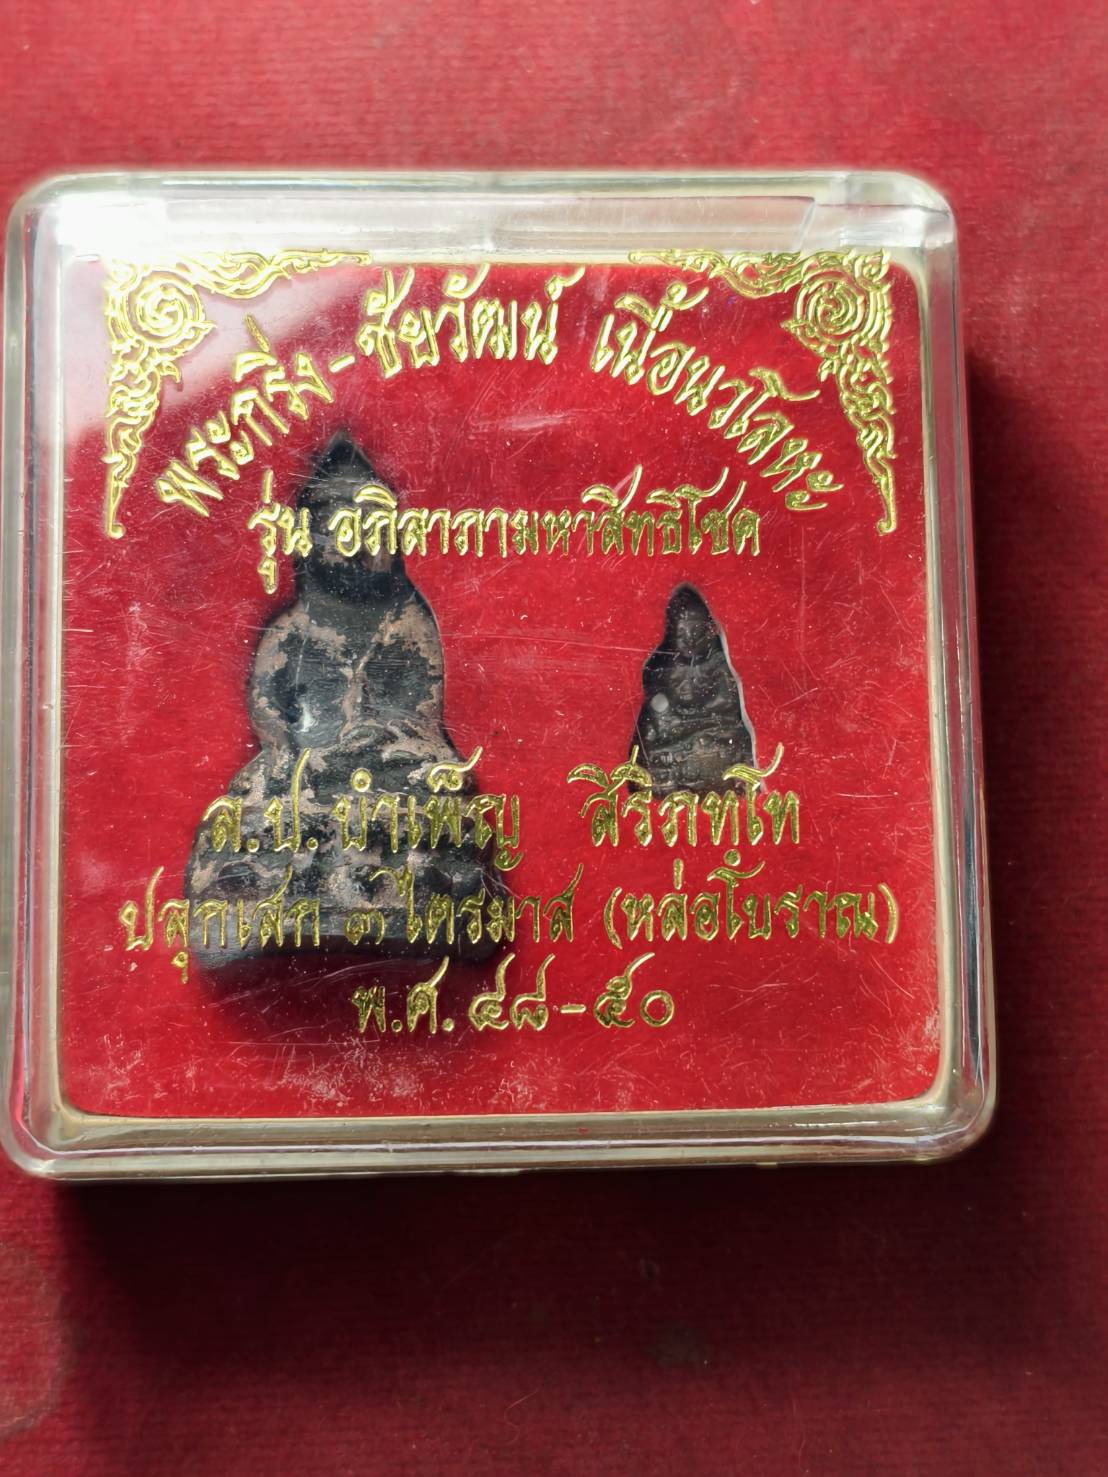 พระกริ่ง-ชัยวัฒน์ เนื้อนวโลหะ
รุ่น อภิสาภามหาสิทธิโชค
ส.ป. บำเพ็ญ สิริภทฺโท
ปลุกเสก ๓ ไตรมาส (หล่อโบราณ)
พ.ศ. ๔๘-๕๐